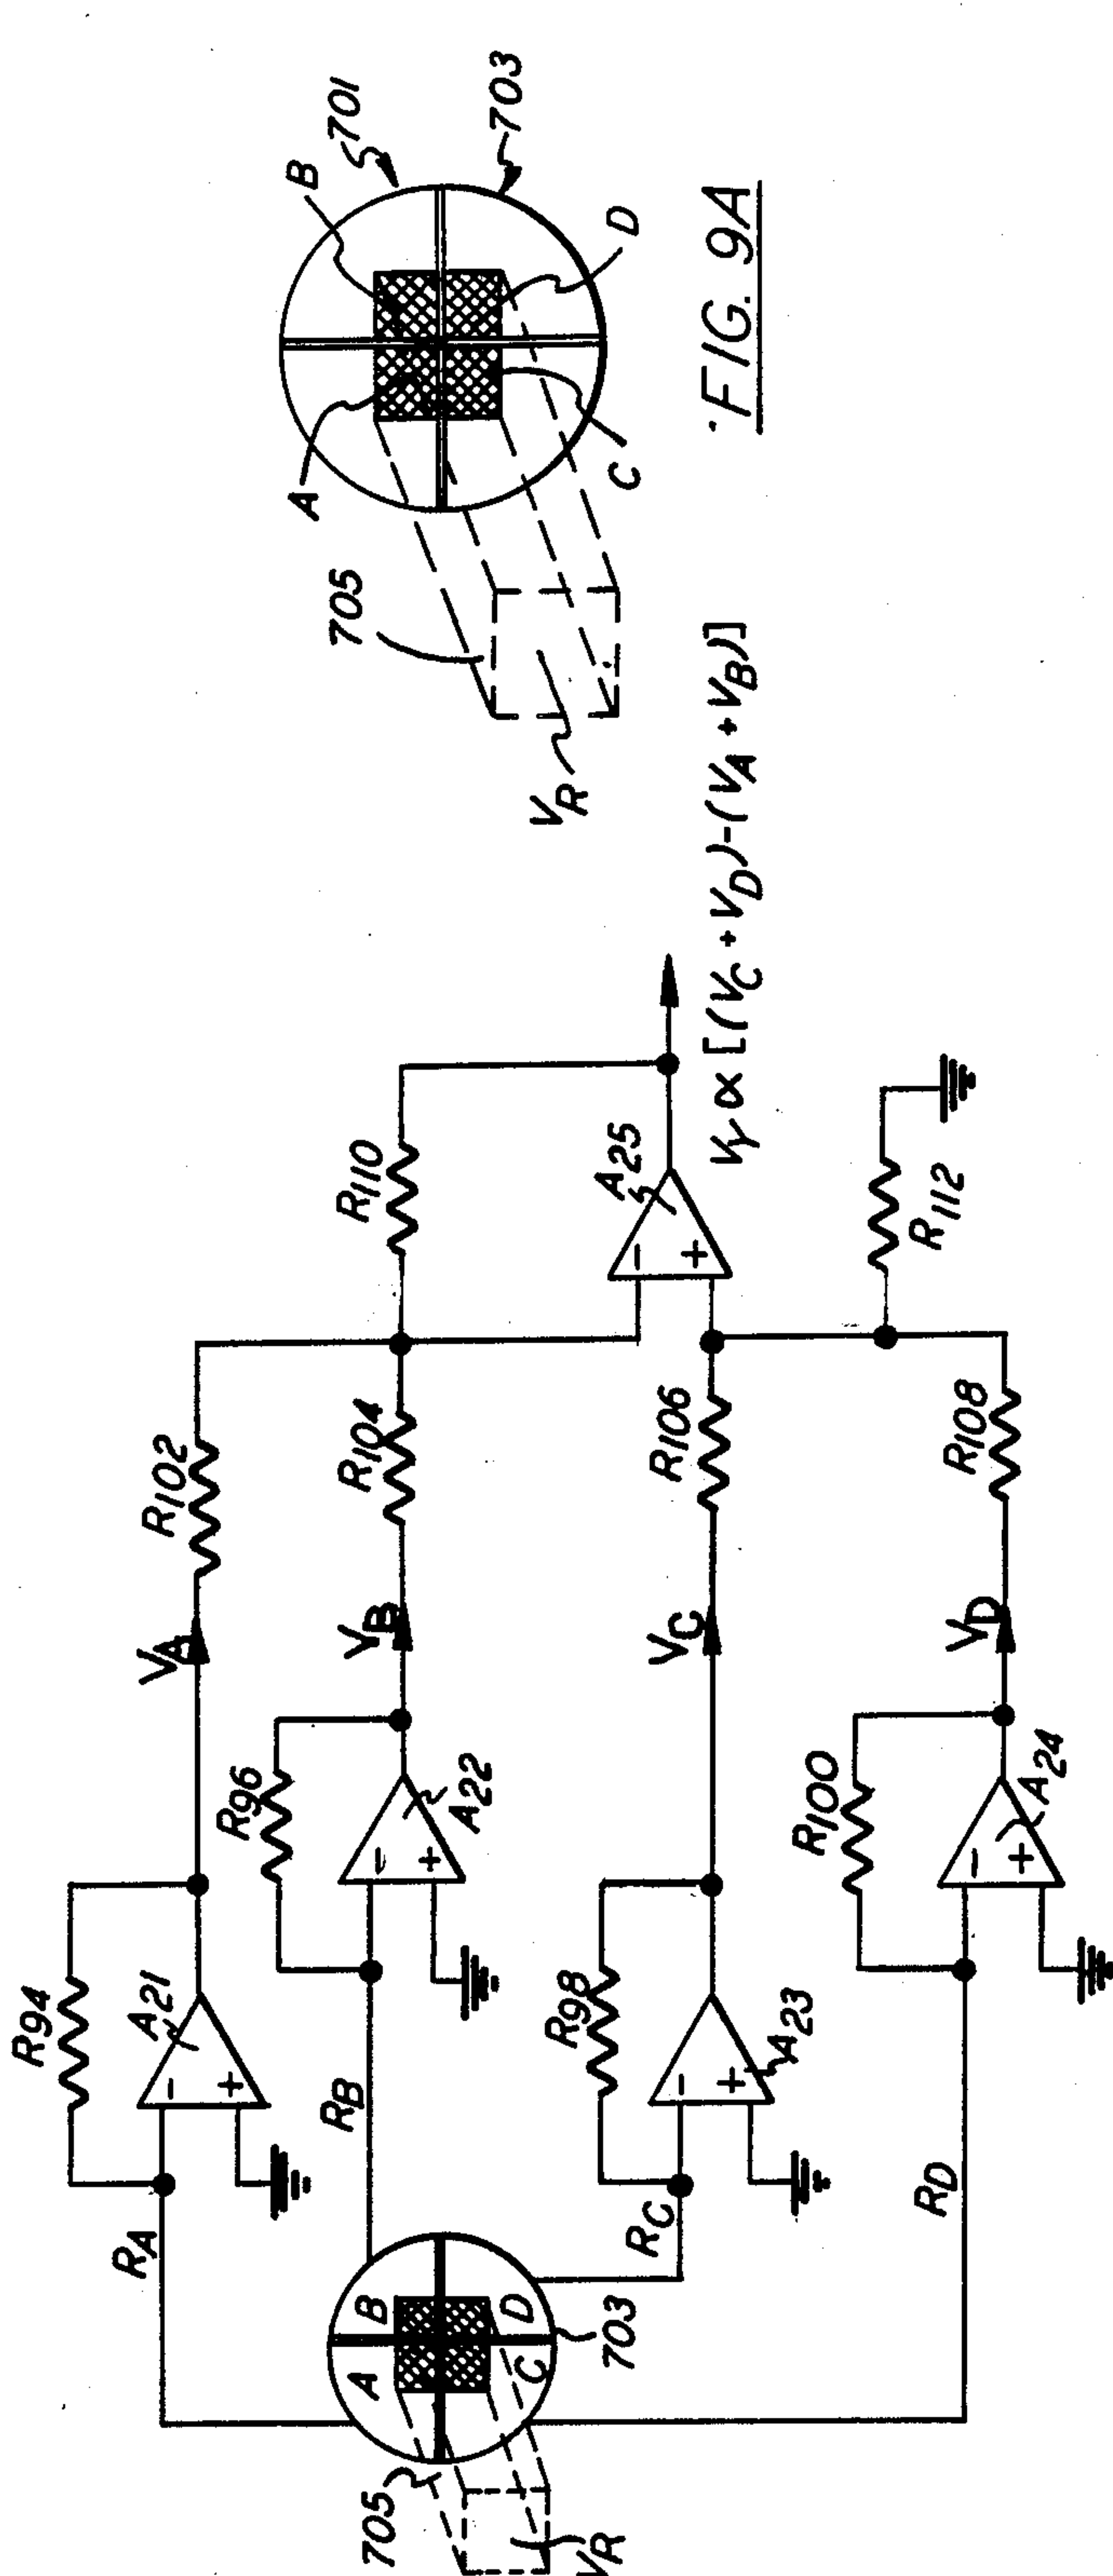 701
B
A
703
D
C
705
VR
FIG. 9A
R94
A21
RA
VA
R102
R96
A22
RB
VB
R104
R110
A25
Vy ∝ [(VC + VD)-(VA + VB)]
R98
A23
RC
VC
R106
R112
R100
A24
RD
VD
R108
A
B
C
D
703
705
VR
-
+
-
+
-
+
-
+
-
+